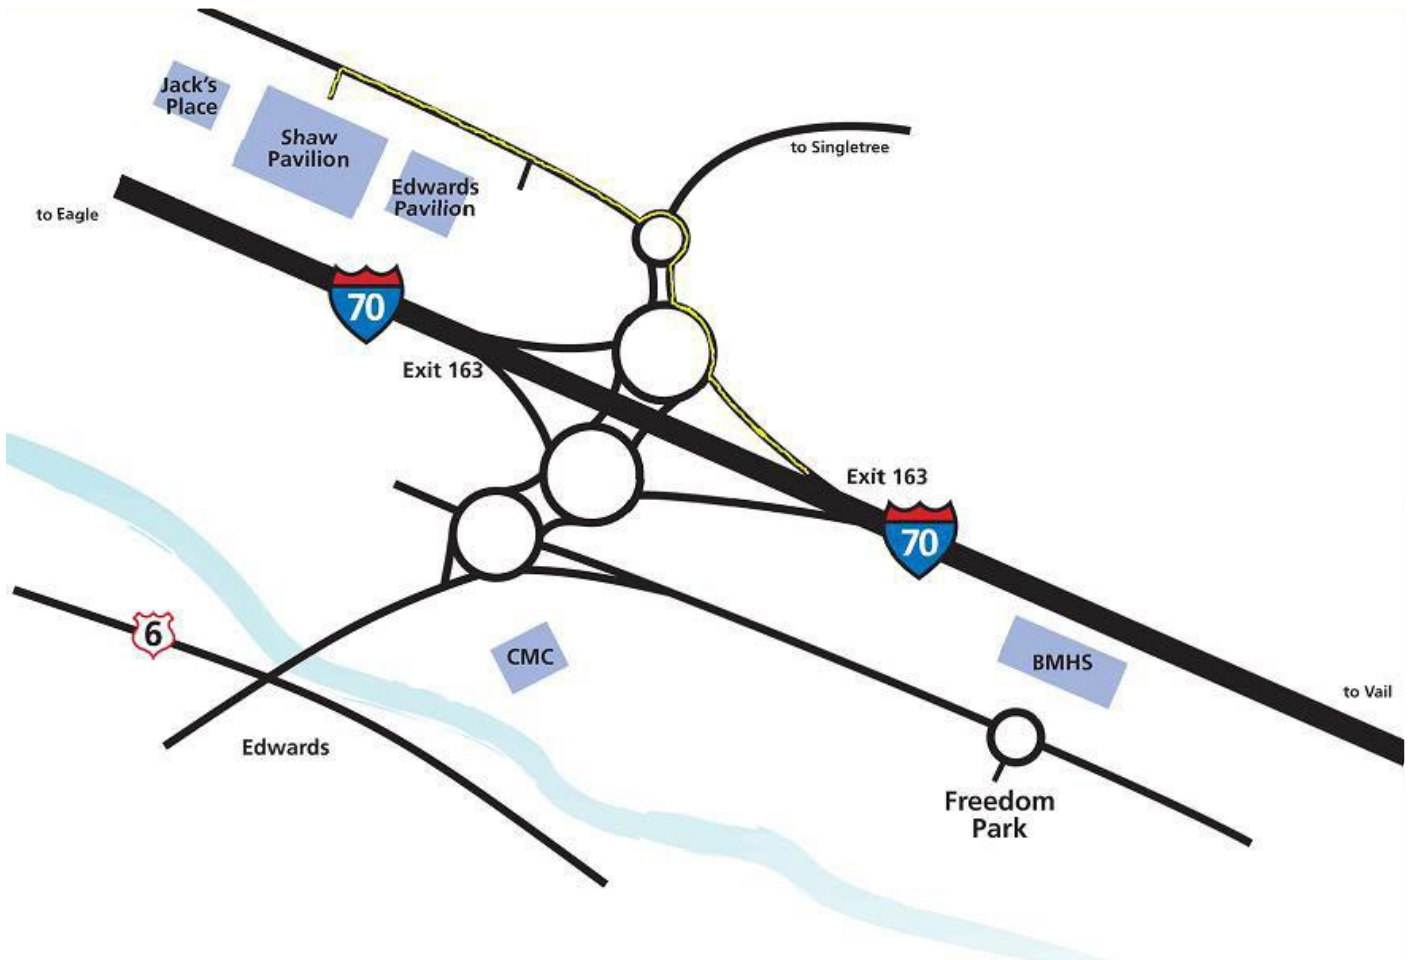 Jack's
Place
Shaw
Pavilion
Edwards
Pavilion
to Singletree
to Eagle
70
Exit 163
Exit 163
70
6
CMC
BMHS
to Vail
Edwards
Freedom
Park